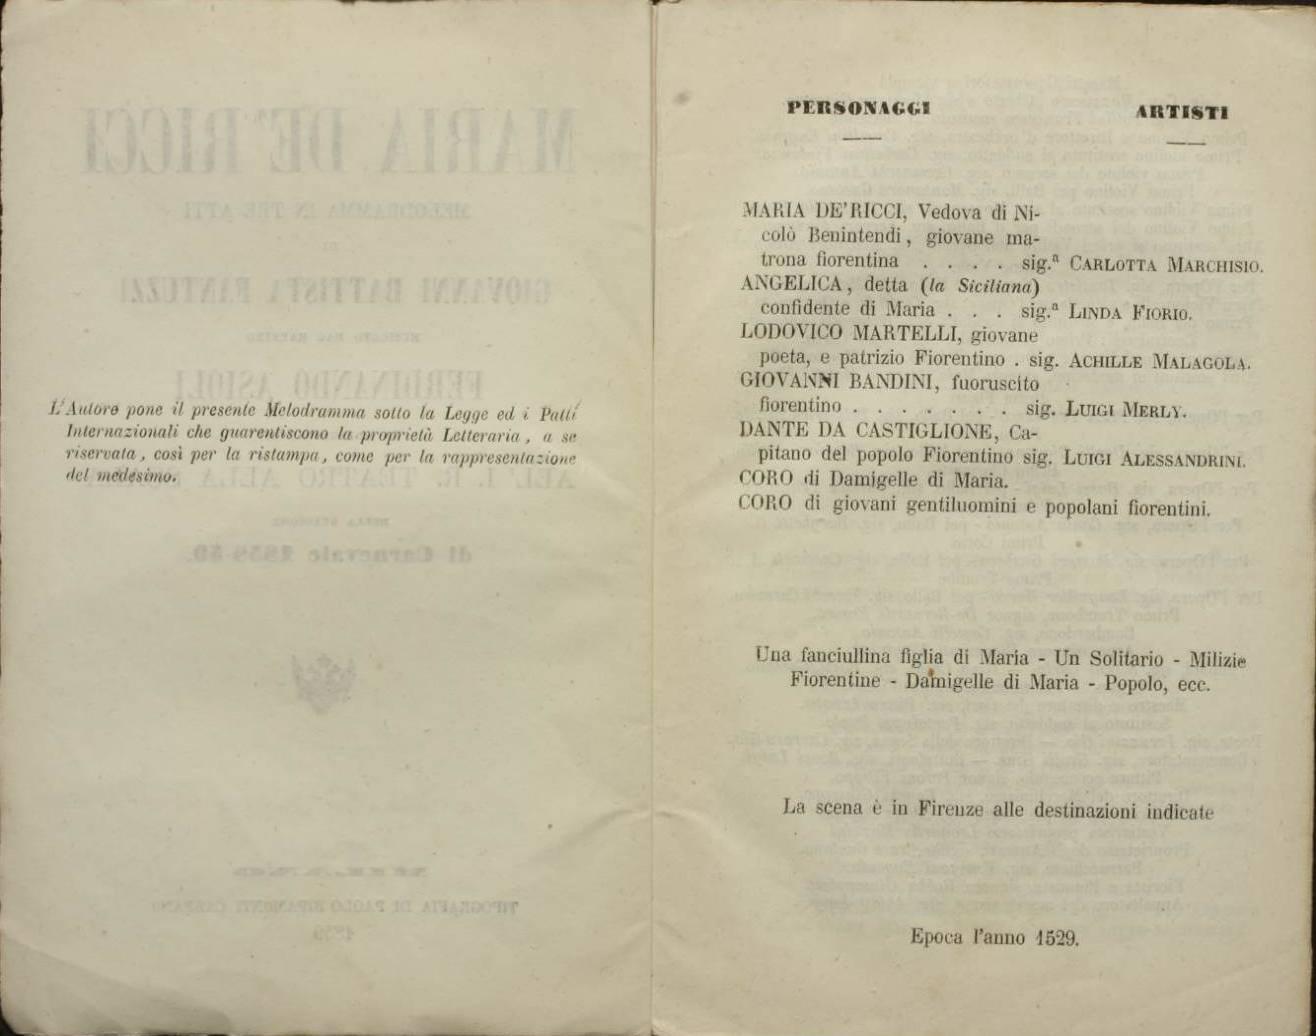 L'Autore pone il presente Melodramma sotto la Legge ed i Patti
Internazionali che guarentiscono la proprietà Letteraria, a se
riservata, così per la ristampa, come per la rappresentazione
del medesimo.
PERSONAGGI ARTISTI
MARIA DE' RICCI, Vedova di Ni-
colò Benintendi, giovane ma-
trona fiorentina . . . . sig.ª CARLOTTA MARCHISIO.
ANGELICA, detta (la Siciliana)
confidente di Maria . . . sig.ª LINDA FIORIO.
LODOVICO MARTELLI, giovane
poeta, e patrizio Fiorentino . sig. ACHILLE MALAGOLA.
GIOVANNI BANDINI, fuoruscito
fiorentino . . . . . . . sig. LUIGI MERLY.
DANTE DA CASTIGLIONE, Ca-
pitano del popolo Fiorentino sig. LUIGI ALESSANDRINI.
CORO di Damigelle di Maria.
CORO di giovani gentiluomini e popolani fiorentini.
Una fanciullina figlia di Maria - Un Solitario - Milizie
Fiorentine - Damigelle di Maria - Popolo, ecc.
La scena è in Firenze alle destinazioni indicate
Epoca l'anno 1529.